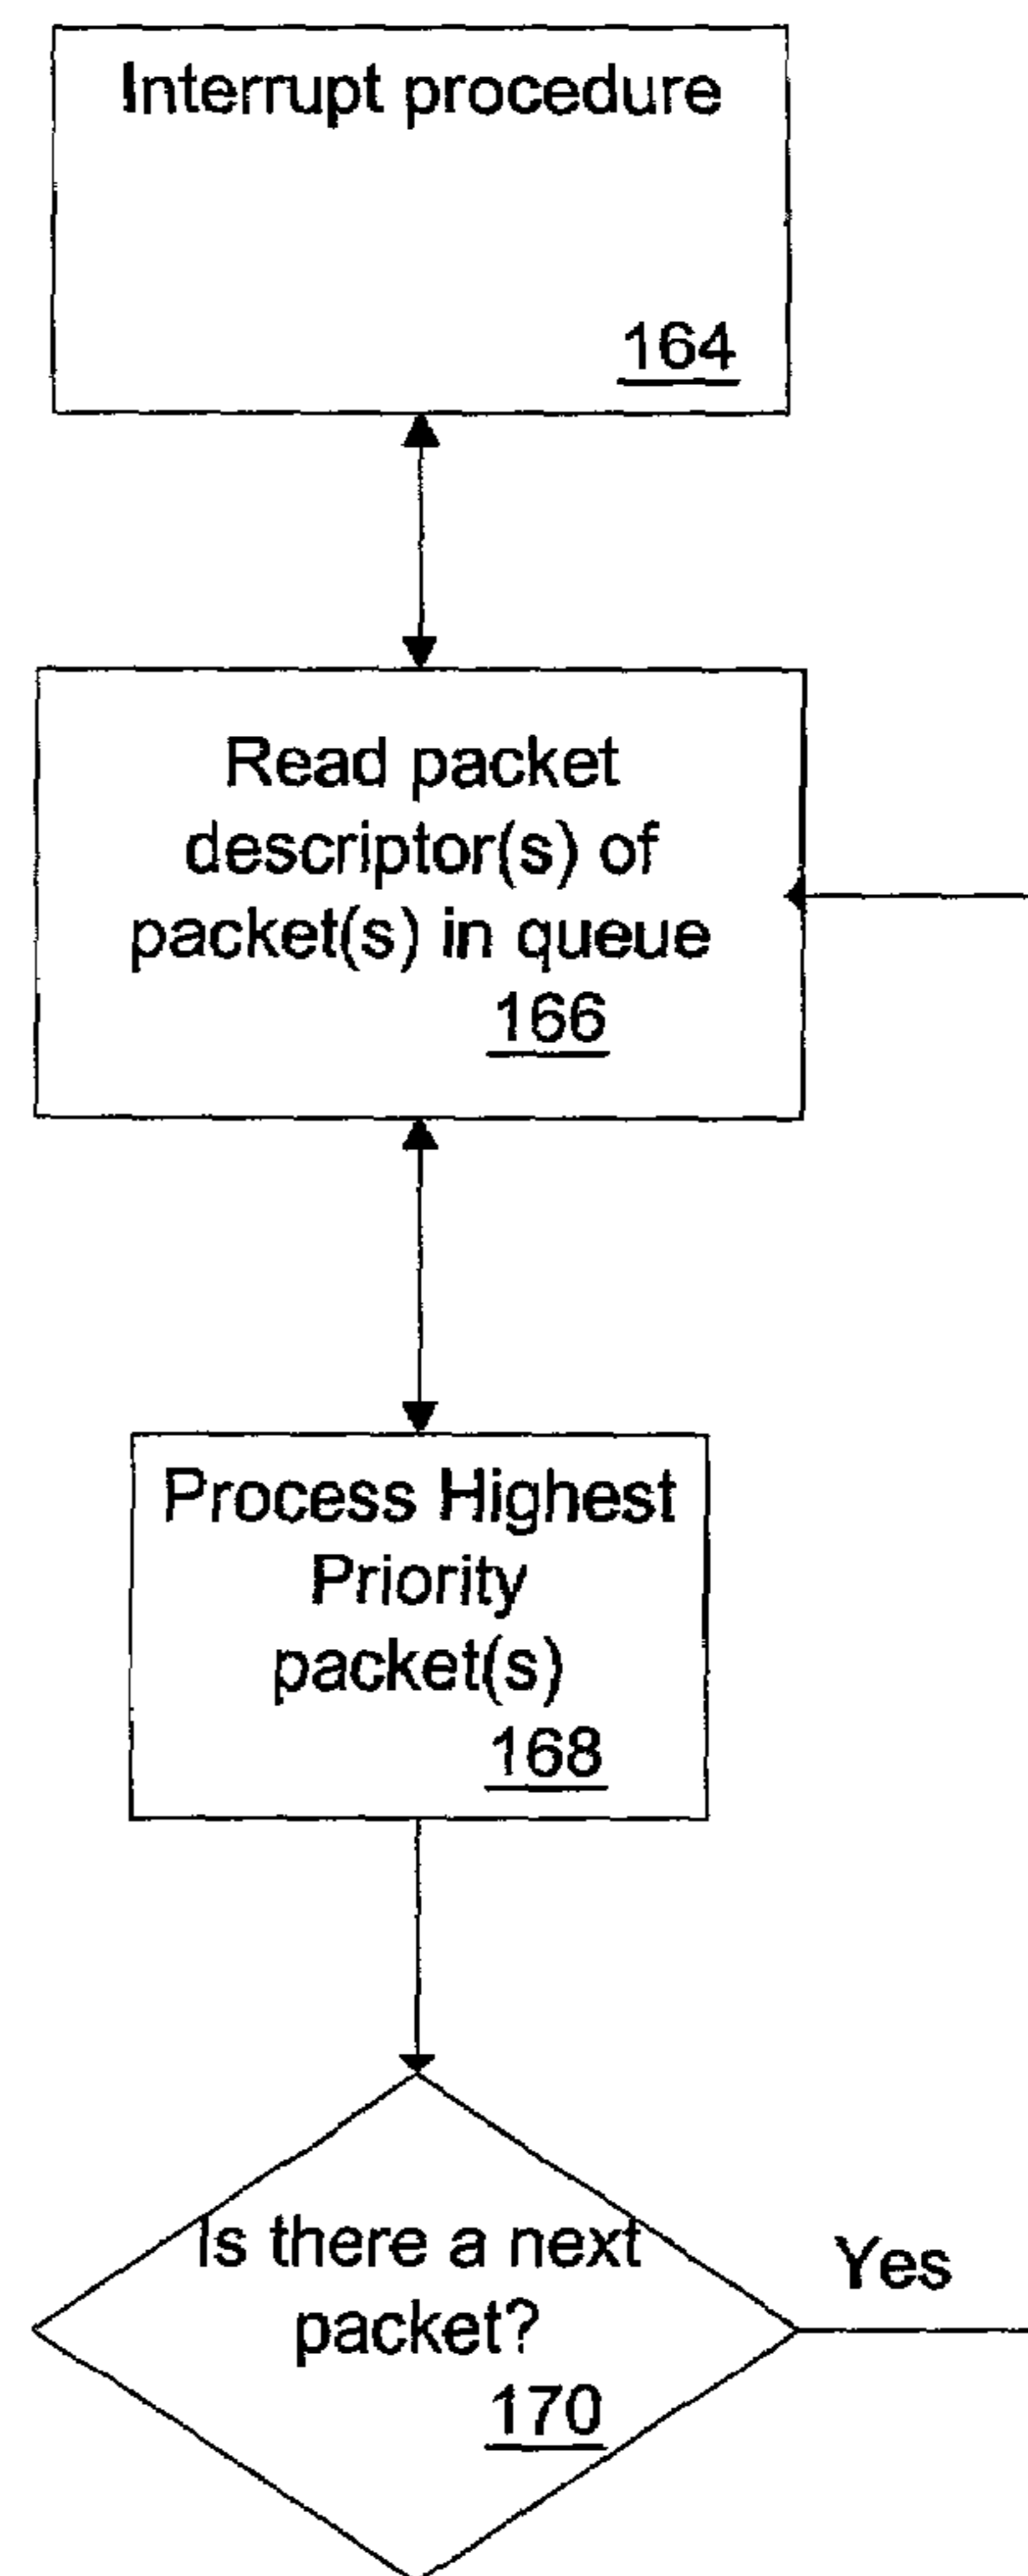 Interrupt procedure
164
Read packet
descriptor(s) of
packet(s) in queue
166
Process Highest
Priority
packet(s)
168
Is there a next
packet?
170
Yes